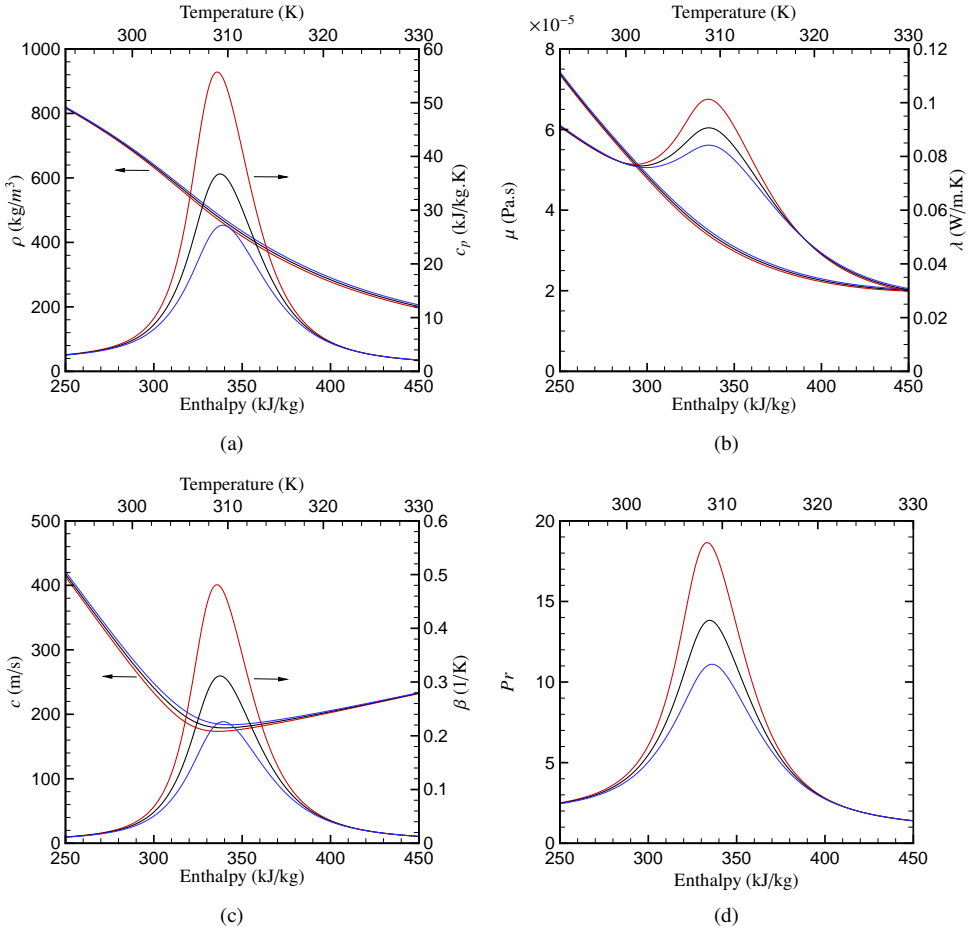 Temperature (K)
300 310 320 330
1000
800
600
400
200
0
ρ (kg/m³)
60
50
40
30
20
10
0
c_p (kJ/kg.K)
250 300 350 400 450
Enthalpy (kJ/kg)
(a)
×10⁻⁵
Temperature (K)
300 310 320 330
8
6
4
2
0
μ (Pa.s)
0.12
0.1
0.08
0.06
0.04
0.02
0
λ (W/m.K)
250 300 350 400 450
Enthalpy (kJ/kg)
(b)
Temperature (K)
300 310 320 330
500
400
300
200
100
0
c (m/s)
0.6
0.5
0.4
0.3
0.2
0.1
0
β (1/K)
250 300 350 400 450
Enthalpy (kJ/kg)
(c)
300 310 320 330
20
15
10
5
0
Pr
250 300 350 400 450
Enthalpy (kJ/kg)
(d)